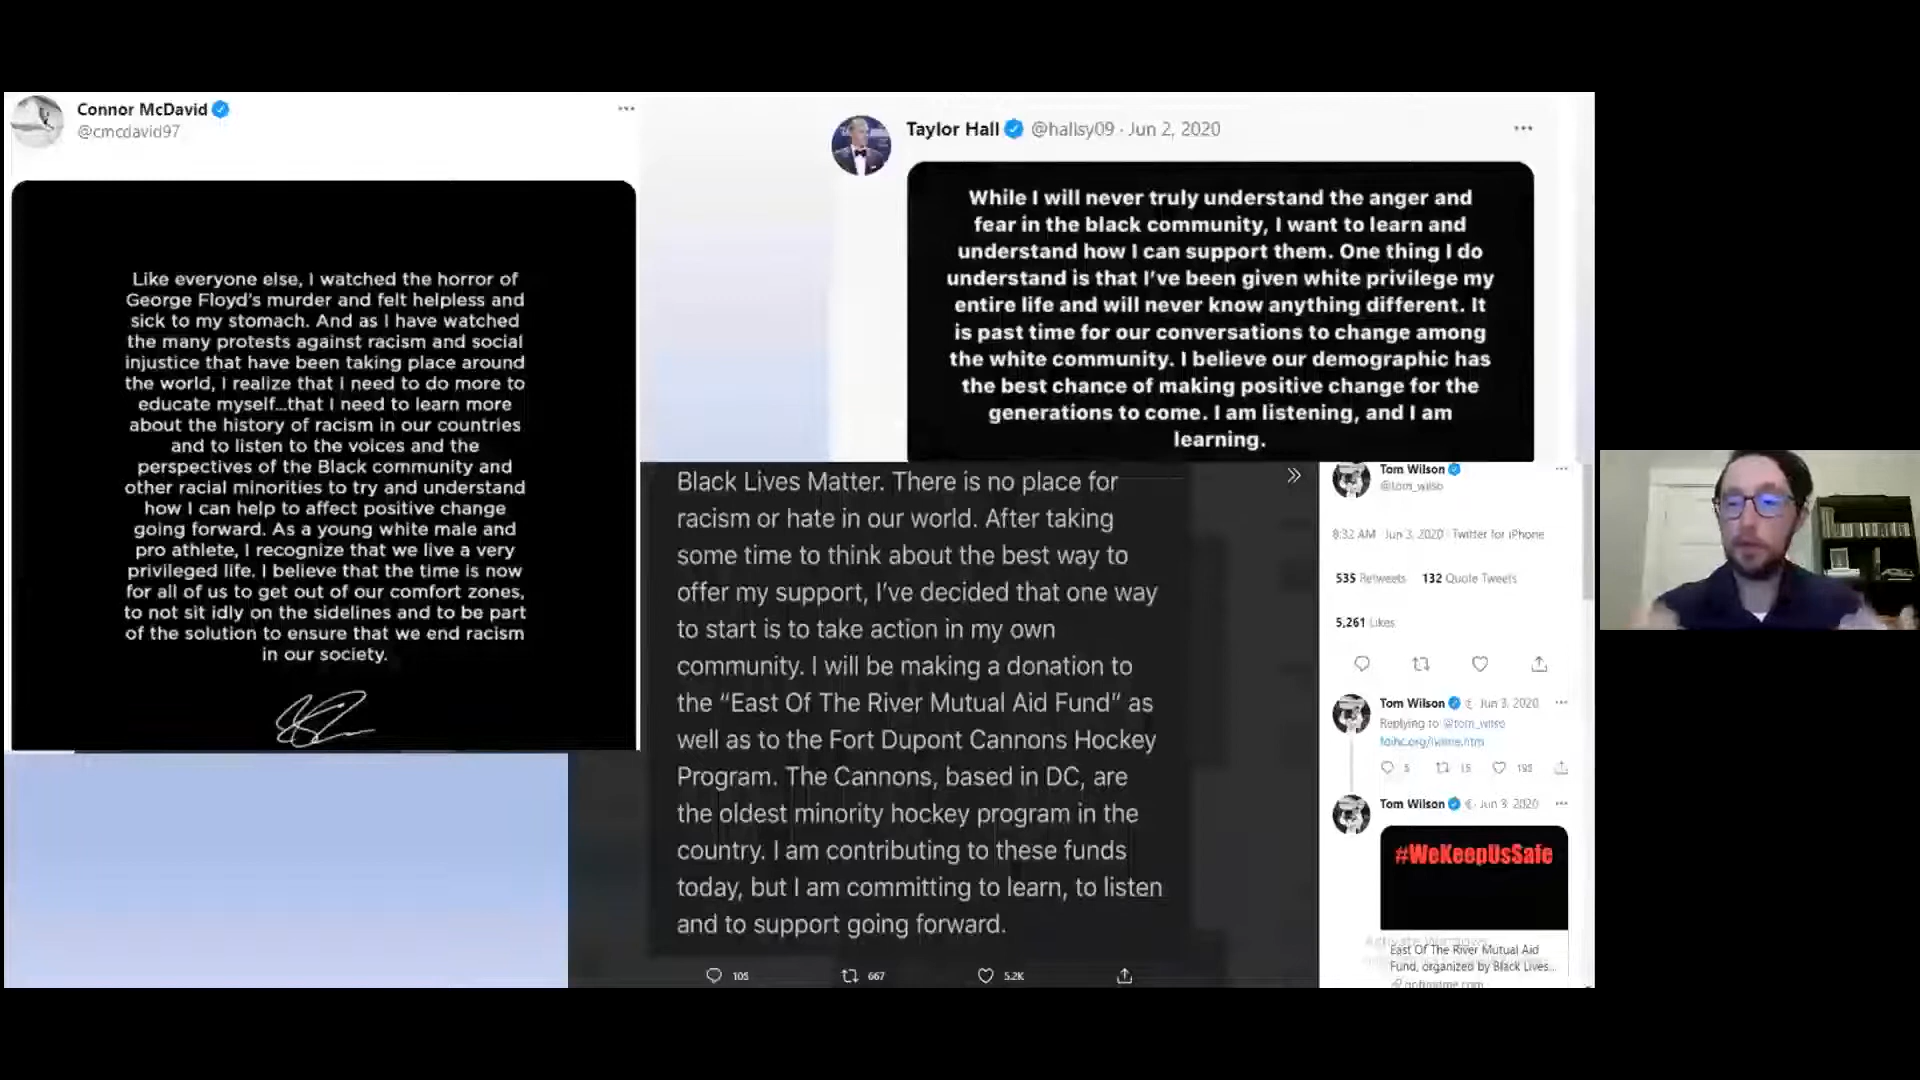 Connor McDavid
@cmcdavid97
Like everyone else, I watched the horror of
George Floyd's murder and felt helpless and
sick to my stomach. And as I have watched
the many protests against racism and social
injustice that have been taking place around
the world, I realize that I need to do more to
educate myself...that I need to learn more
about the history of racism in our countries
and to listen to the voices and the
perspectives of the Black community and
other racial minorities to try and understand
how I can help to affect positive change
going forward. As a young white male and
pro athlete, I recognize that we live a very
privileged life. I believe that the time is now
for all of us to get out of our comfort zones,
to not sit idly on the sidelines and to be part
of the solution to ensure that we end racism
in our society.
Taylor Hall @hallsy09 · Jun 2, 2020
While I will never truly understand the anger and
fear in the black community, I want to learn and
understand how I can support them. One thing I do
understand is that I've been given white privilege my
entire life and will never know anything different. It
is past time for our conversations to change among
the white community. I believe our demographic has
the best chance of making positive change for the
generations to come. I am listening, and I am
learning.
Black Lives Matter. There is no place for
racism or hate in our world. After taking
some time to think about the best way to
offer my support, I've decided that one way
to start is to take action in my own
community. I will be making a donation to
the “East Of The River Mutual Aid Fund” as
well as to the Fort Dupont Cannons Hockey
Program. The Cannons, based in DC, are
the oldest minority hockey program in the
country. I am contributing to these funds
today, but I am committing to learn, to listen
and to support going forward.
105 667 5.2K
Tom Wilson
@tom_wilso
8:32 AM · Jun 3, 2020 · Twitter for iPhone
535 Retweets 132 Quote Tweets
5,261 Likes
Tom Wilson · Jun 3, 2020
Replying to @tom_wilso
5 15 195
Tom Wilson · Jun 3, 2020
#WeKeepUsSafe
Activate Windows
East Of The River Mutual Aid
Fund, organized by Black Lives...
gofundme.com